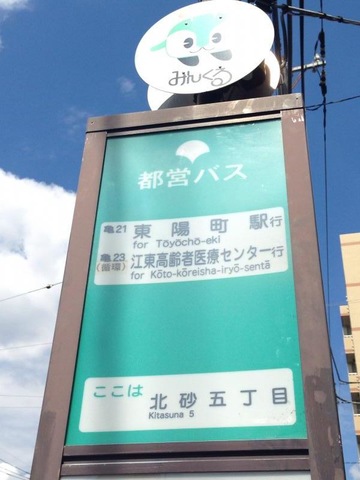 みんくる
都営バス
亀21 東陽町駅行
for Tōyōchō-eki
亀23 (循環) 江東高齢者医療センター行
for Kōto-kōreisha-iryō-sentā
ここは 北砂五丁目
Kitasuna 5